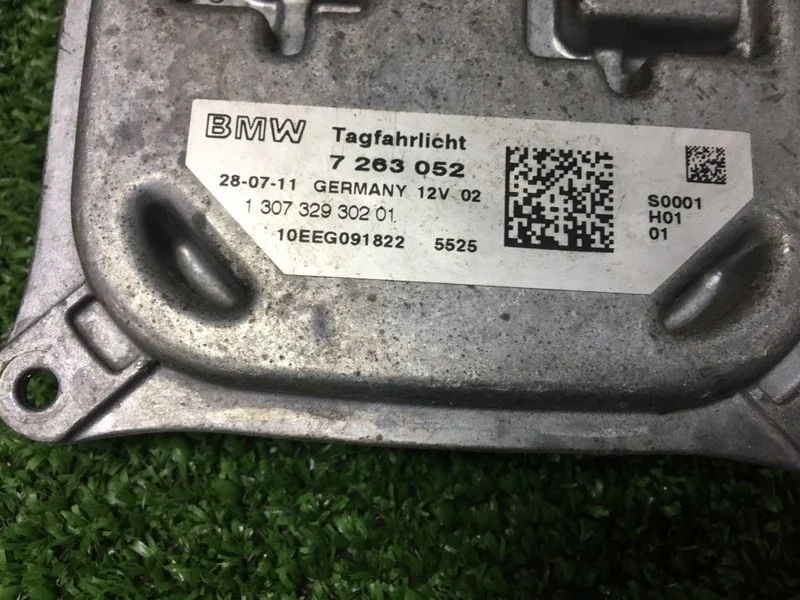 BMW Tagfahrlicht
7 263 052
28-07-11 GERMANY 12V 02
1 307 329 302 01
10EEG091822 5525
S0001
H01
01